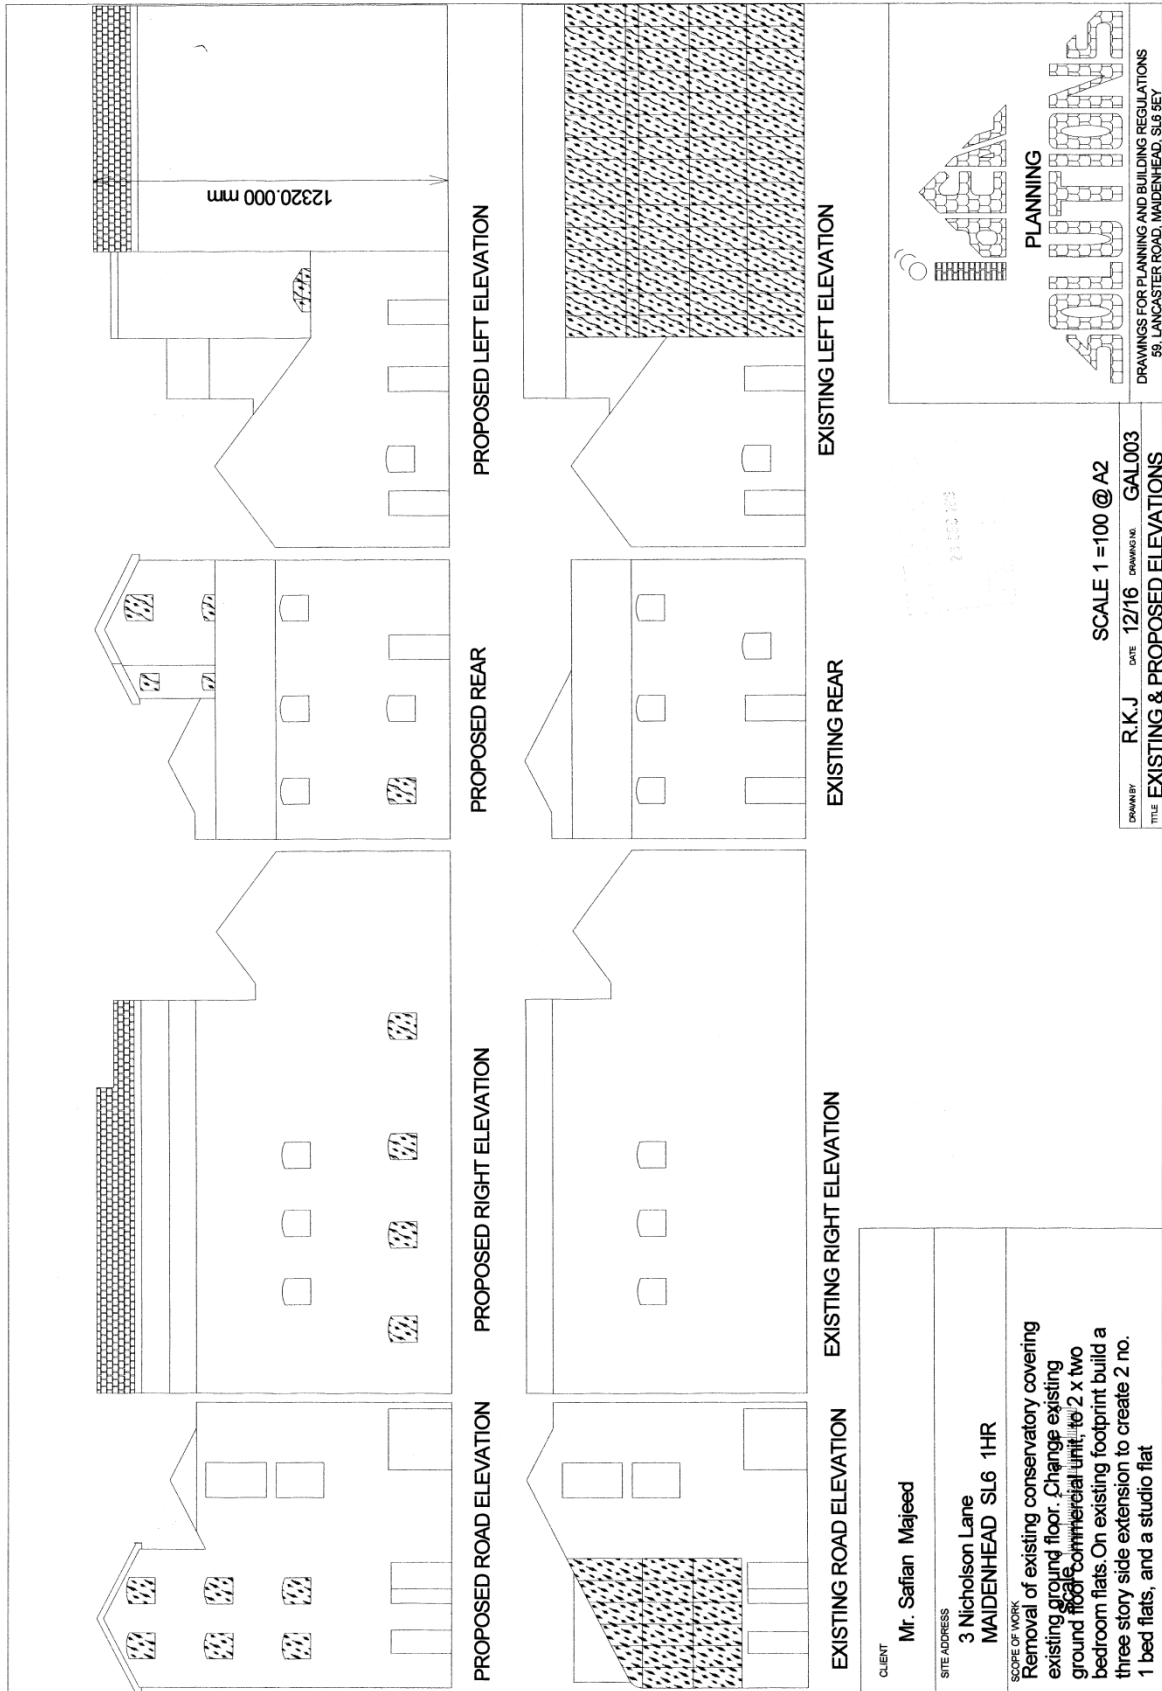 12320.000 mm
PROPOSED ROAD ELEVATION
PROPOSED RIGHT ELEVATION
PROPOSED REAR
PROPOSED LEFT ELEVATION
EXISTING ROAD ELEVATION
EXISTING RIGHT ELEVATION
EXISTING REAR
EXISTING LEFT ELEVATION
CLIENT
Mr. Safian Majeed
SITE ADDRESS
3 Nicholson Lane
MAIDENHEAD SL6 1HR
SCOPE OF WORK
Removal of existing conservatory covering
existing ground floor. Change existing
ground floor commercial unit, to 2 x two
bedroom flats. On existing footprint build a
three story side extension to create 2 no.
1 bed flats, and a studio flat
Scale
SCALE 1 =100 @ A2
DRAWN BY R.K.J DATE 12/16 DRAWING NO. GAL003
TITLE EXISTING & PROPOSED ELEVATIONS
PLANNING
SOLUTIONS
DRAWINGS FOR PLANNING AND BUILDING REGULATIONS
59, LANCASTER ROAD, MAIDENHEAD, SL6 5EY